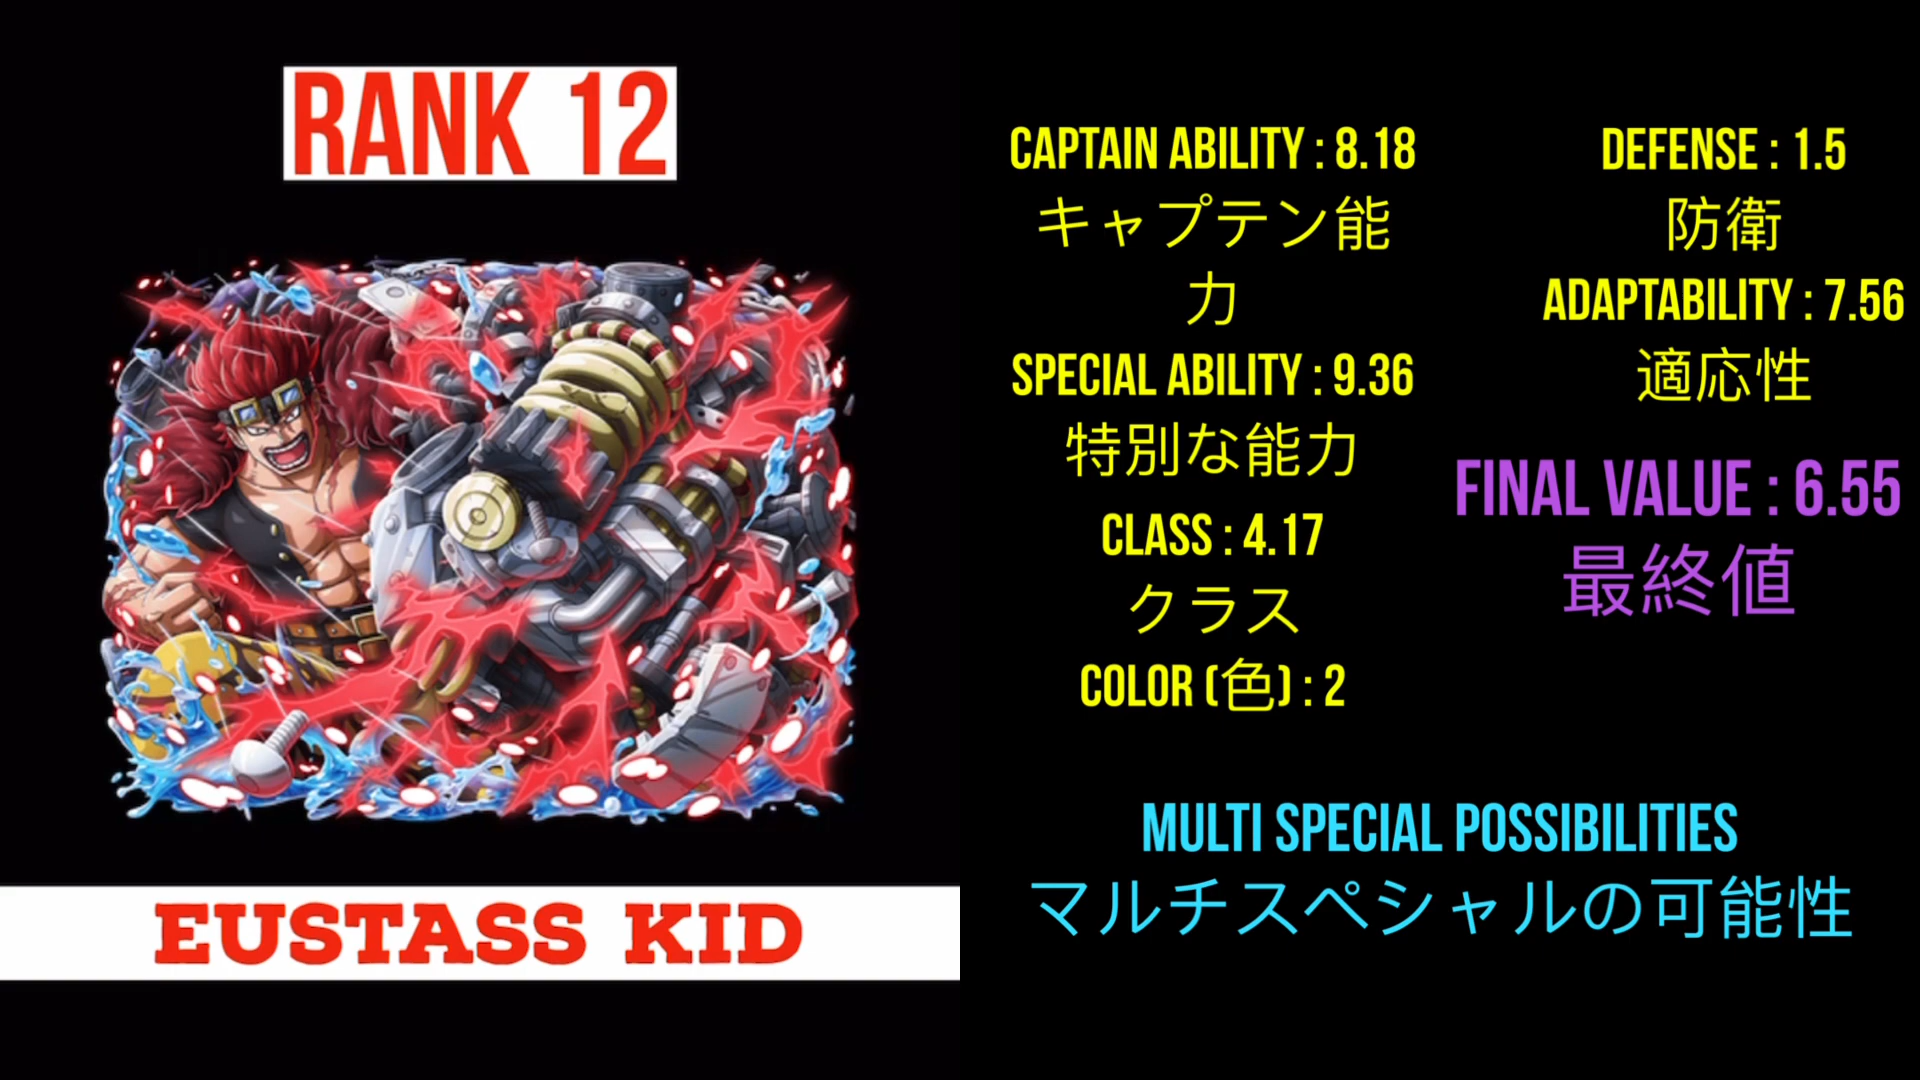 RANK 12
EUSTASS KID
CAPTAIN ABILITY : 8.18
キャプテン能
力
SPECIAL ABILITY : 9.36
特別な能力
CLASS : 4.17
クラス
COLOR (色) : 2
DEFENSE : 1.5
防衛
ADAPTABILITY : 7.56
適応性
FINAL VALUE : 6.55
最終値
MULTI SPECIAL POSSIBILITIES
マルチスペシャルの可能性